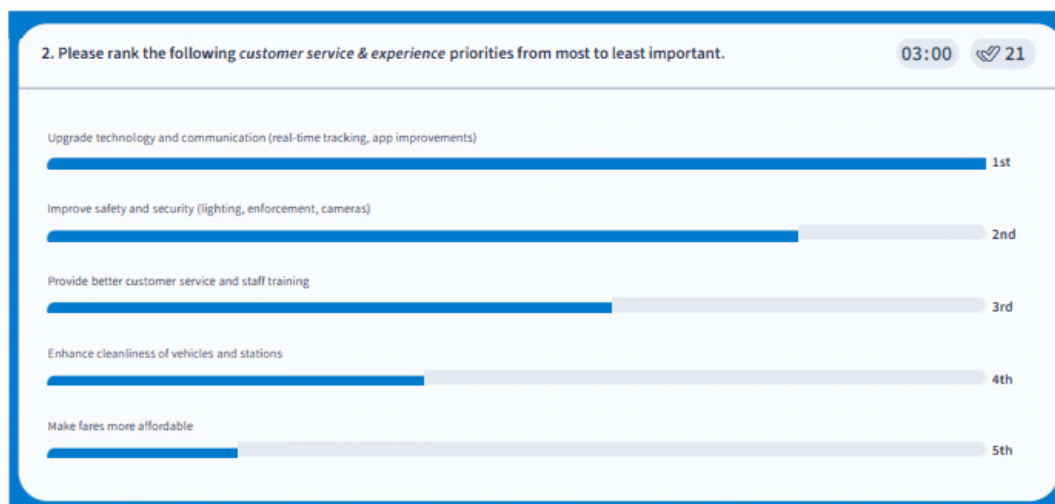 2. Please rank the following customer service & experience priorities from most to least important.
03:00
21
Upgrade technology and communication (real-time tracking, app improvements)
1st
Improve safety and security (lighting, enforcement, cameras)
2nd
Provide better customer service and staff training
3rd
Enhance cleanliness of vehicles and stations
4th
Make fares more affordable
5th